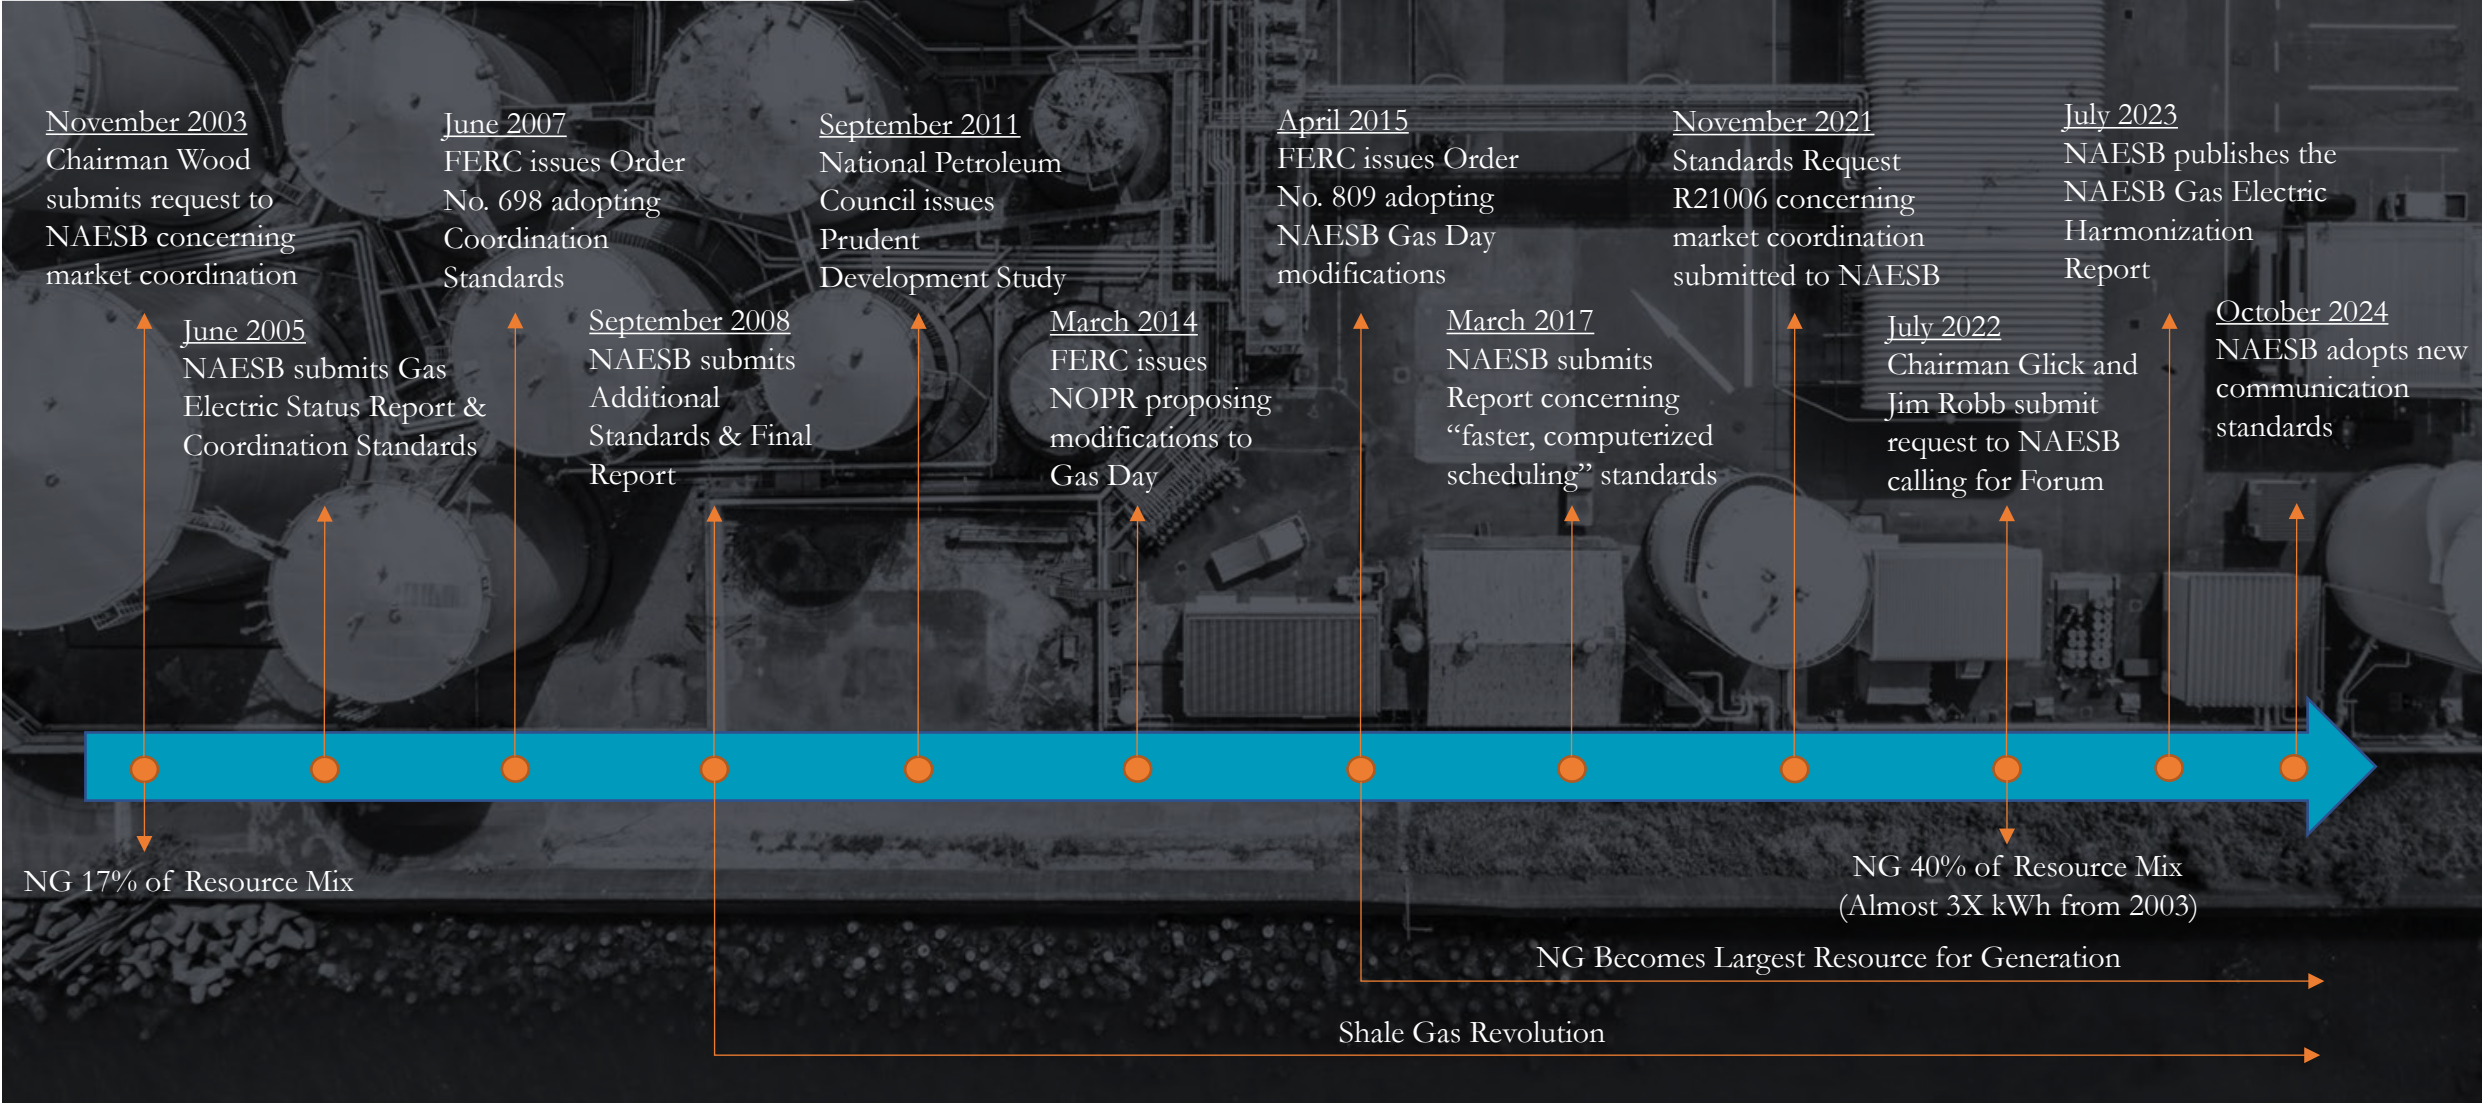 November 2003
Chairman Wood
submits request to
NAESB concerning
market coordination
June 2005
NAESB submits Gas
Electric Status Report &
Coordination Standards
June 2007
FERC issues Order
No. 698 adopting
Coordination
Standards
September 2008
NAESB submits
Additional
Standards & Final
Report
September 2011
National Petroleum
Council issues
Prudent
Development Study
March 2014
FERC issues
NOPR proposing
modifications to
Gas Day
April 2015
FERC issues Order
No. 809 adopting
NAESB Gas Day
modifications
March 2017
NAESB submits
Report concerning
“faster, computerized
scheduling” standards
November 2021
Standards Request
R21006 concerning
market coordination
submitted to NAESB
July 2022
Chairman Glick and
Jim Robb submit
request to NAESB
calling for Forum
July 2023
NAESB publishes the
NAESB Gas Electric
Harmonization
Report
October 2024
NAESB adopts new
communication
standards
NG 17% of Resource Mix
NG 40% of Resource Mix
(Almost 3X kWh from 2003)
NG Becomes Largest Resource for Generation
Shale Gas Revolution